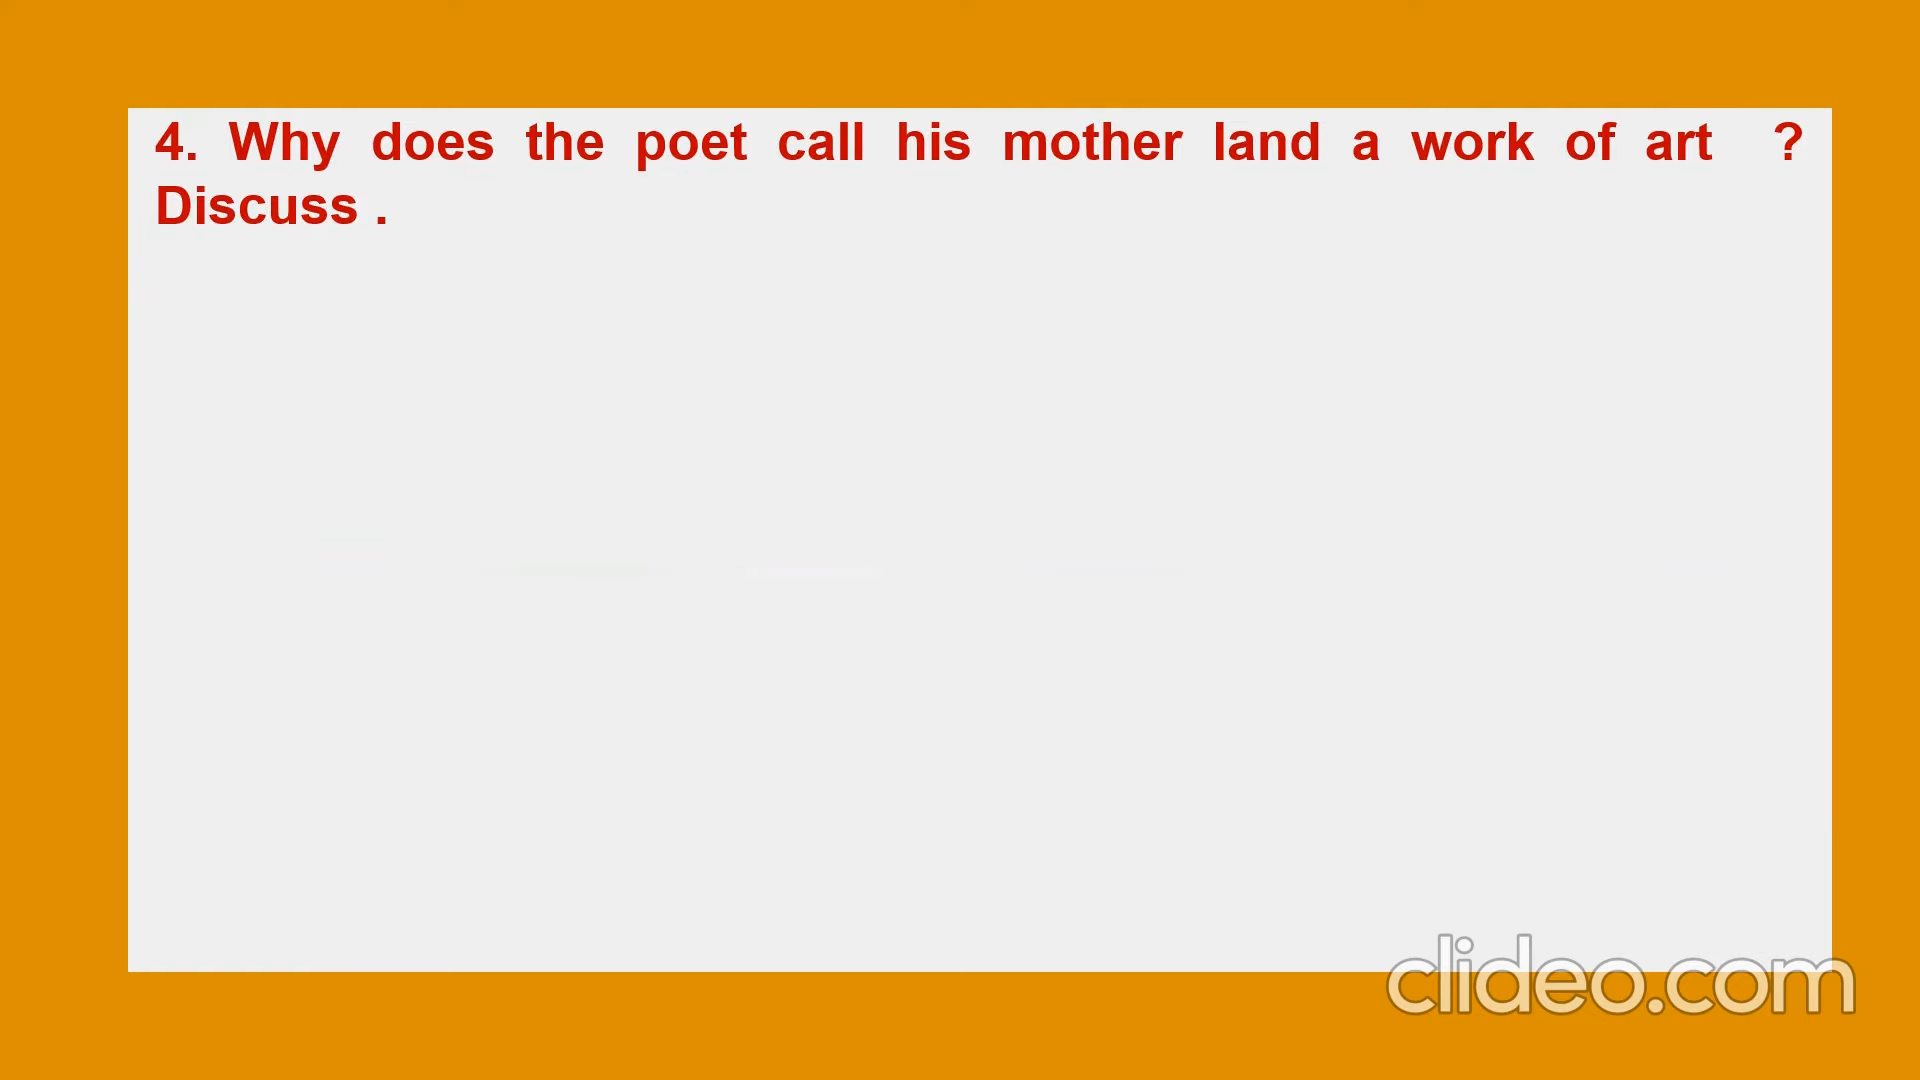 4. Why does the poet call his mother land a work of art ?
Discuss .
clideo.com